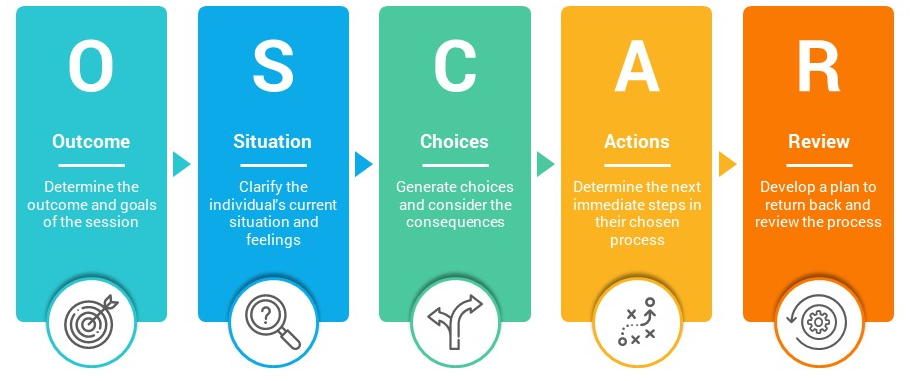 O
Outcome
Determine the
outcome and goals
of the session
S
Situation
Clarify the
individual's current
situation and
feelings
?
C
Choices
Generate choices
and consider the
consequences
A
Actions
Determine the next
immediate steps in
their chosen
process
R
Review
Develop a plan to
return back and
review the process